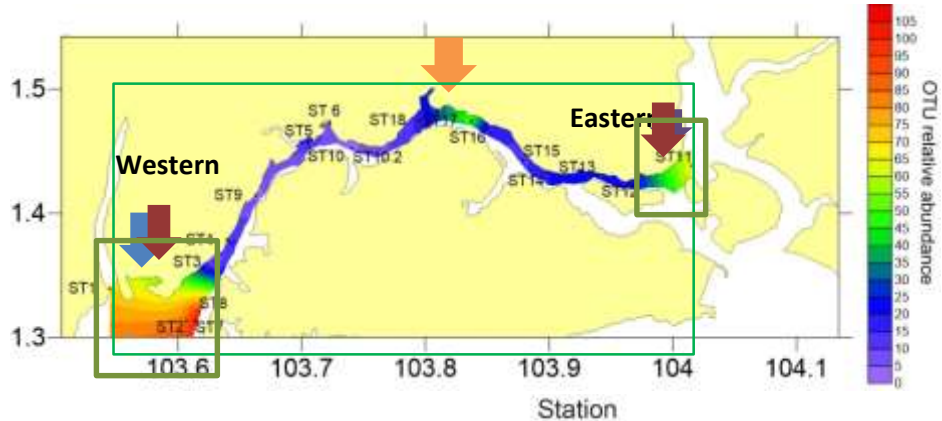 1.5
1.4
1.3
Western
Eastern
ST 6
ST5
ST10
ST10.2
ST18
ST17
ST16
ST15
ST14
ST13
ST12
ST11
ST9
ST4
ST3
ST1
ST8
ST2
ST7
103.6
103.7
103.8
103.9
104
104.1
Station
105
100
95
90
85
80
75
70
65
60
55
50
45
40
35
30
25
20
15
10
5
0
OTU relative abundance